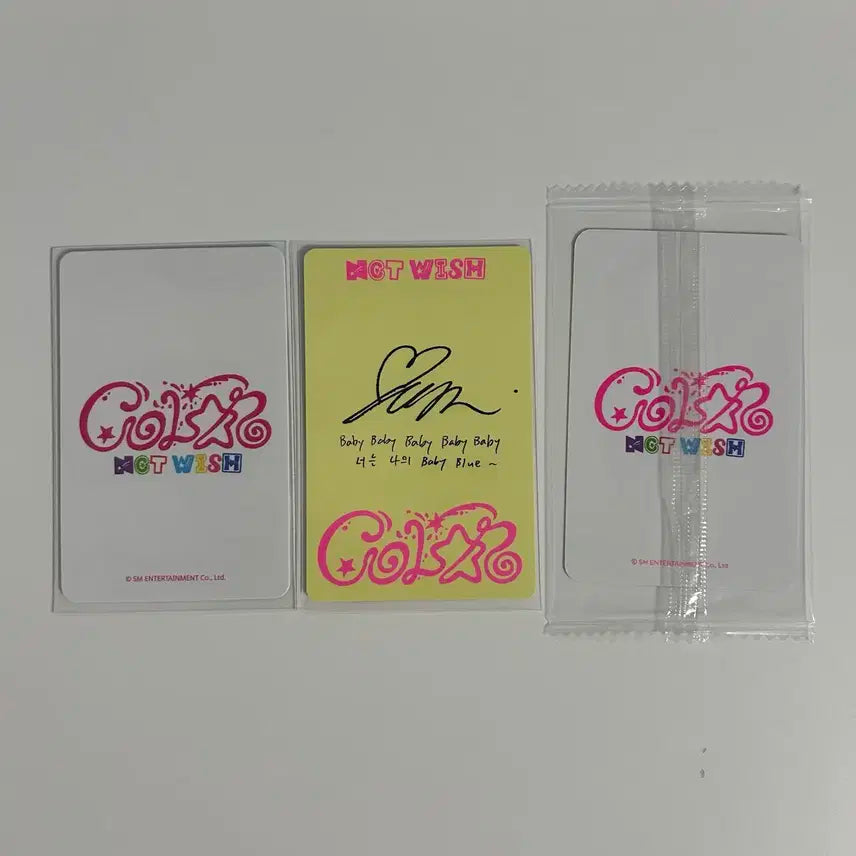 COLOR
NCT WISH
© SM ENTERTAINMENT Co., Ltd.
NCT WISH
Baby Baby Baby Baby Baby
너는 나의 Baby Blue ~
COLOR
COLOR
NCT WISH
© SM ENTERTAINMENT Co., Ltd